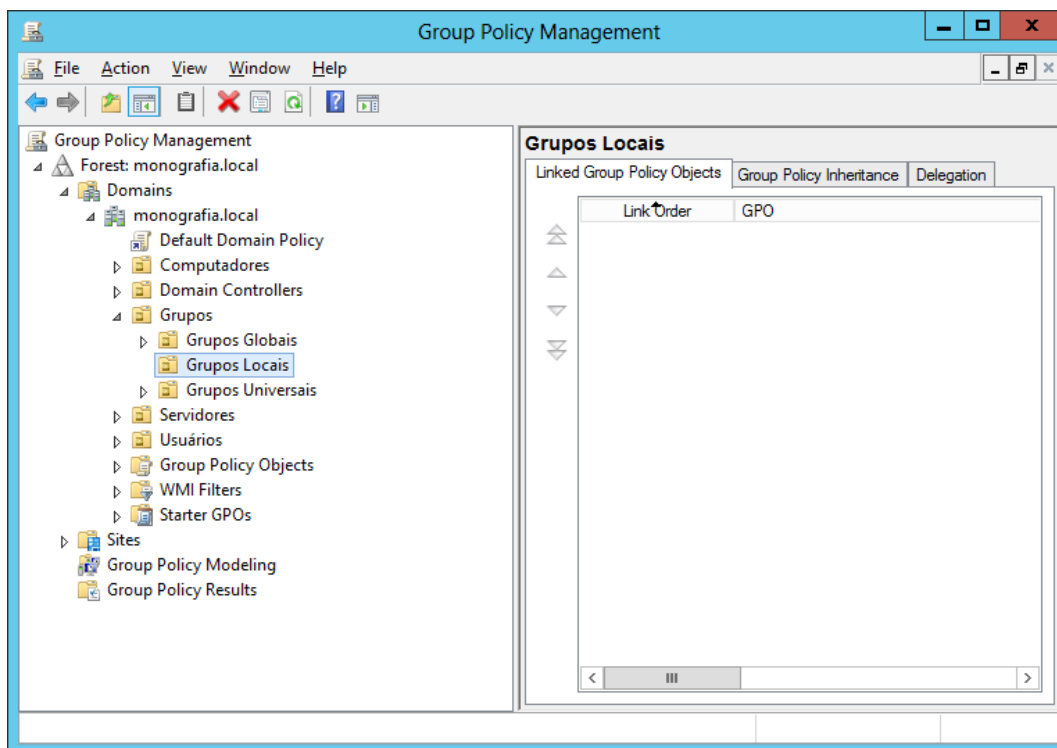 Group Policy Management
File Action View Window Help
Group Policy Management
Forest: monografia.local
Domains
monografia.local
Default Domain Policy
Computadores
Domain Controllers
Grupos
Grupos Globais
Grupos Locais
Grupos Universais
Servidores
Usuários
Group Policy Objects
WMI Filters
Starter GPOs
Sites
Group Policy Modeling
Group Policy Results
Grupos Locais
Linked Group Policy Objects Group Policy Inheritance Delegation
Link Order GPO